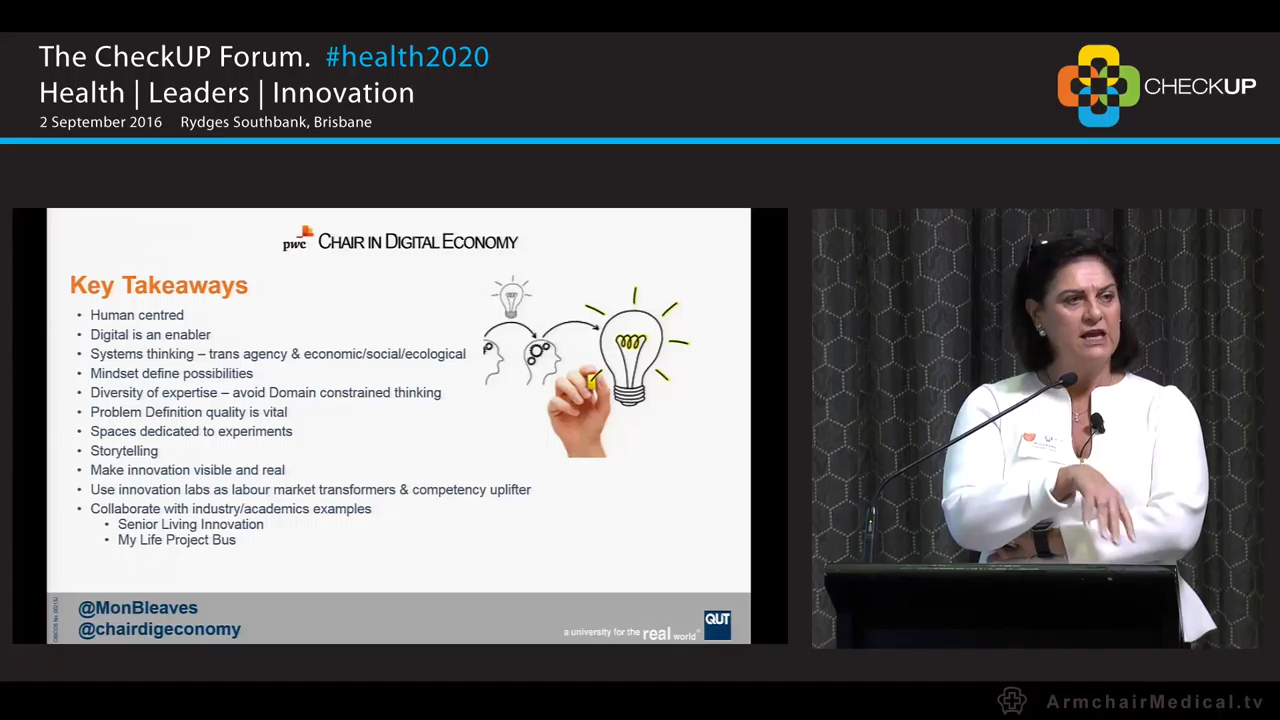 The CheckUP Forum. #health2020
Health | Leaders | Innovation
2 September 2016 Rydges Southbank, Brisbane
CHECKUP
pwc CHAIR IN DIGITAL ECONOMY
Key Takeaways
• Human centred
• Digital is an enabler
• Systems thinking – trans agency & economic/social/ecological
• Mindset define possibilities
• Diversity of expertise – avoid Domain constrained thinking
• Problem Definition quality is vital
• Spaces dedicated to experiments
• Storytelling
• Make innovation visible and real
• Use innovation labs as labour market transformers & competency uplifter
• Collaborate with industry/academics examples
• Senior Living Innovation
• My Life Project Bus
@MonBleaves
@chairdigeconomy
a university for the real world
QUT
ArmchairMedical.tv